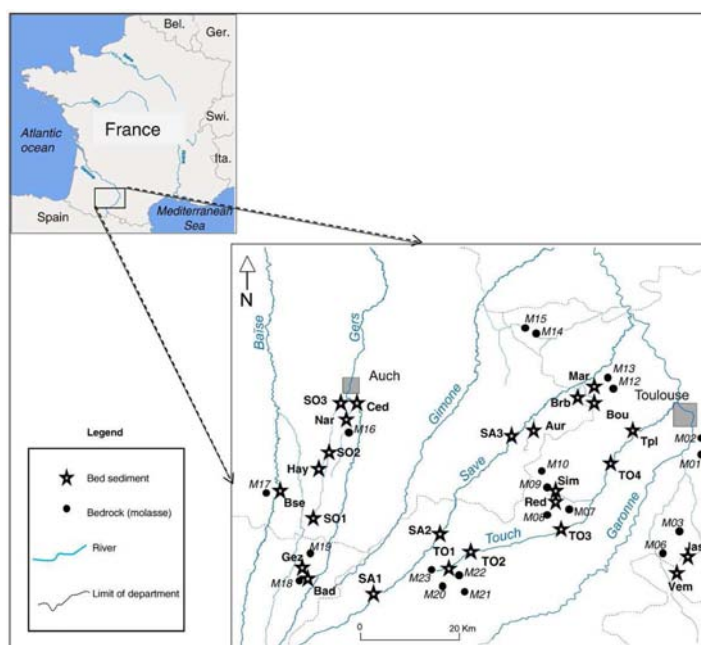 Bel.
Ger.
Atlantic
ocean
France
Swi.
Ita.
Spain
Mediterranean
Sea
N
Baïse
Gers
Gimone
Save
Touch
Garonne
Auch
Toulouse
M15
M14
Mar
M13
M12
Brb
Bou
SO3
Ced
Nar
M16
SO2
Hay
SA3
Aur
Tpl
M02
M01
M17
Bse
SO1
M10
M09
Sim
Red
M08
M07
TO4
TO3
SA2
TO1
TO2
M03
M06
Jas
Vem
Gez
M19
M18
Bad
SA1
M23
M22
M20
M21
0
20 Km
Legend
Bed sediment
Bedrock (molasse)
River
Limit of department